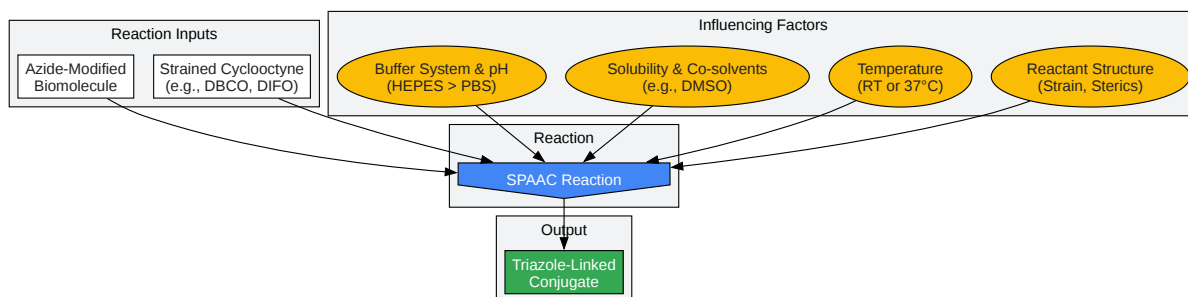 Reaction Inputs
Azide-Modified
Biomolecule
Strained Cyclooctyne
(e.g., DBCO, DIFO)
Influencing Factors
Buffer System & pH
(HEPES > PBS)
Solubility & Co-solvents
(e.g., DMSO)
Temperature
(RT or 37°C)
Reactant Structure
(Strain, Sterics)
Reaction
SPAAC Reaction
Output
Triazole-Linked
Conjugate